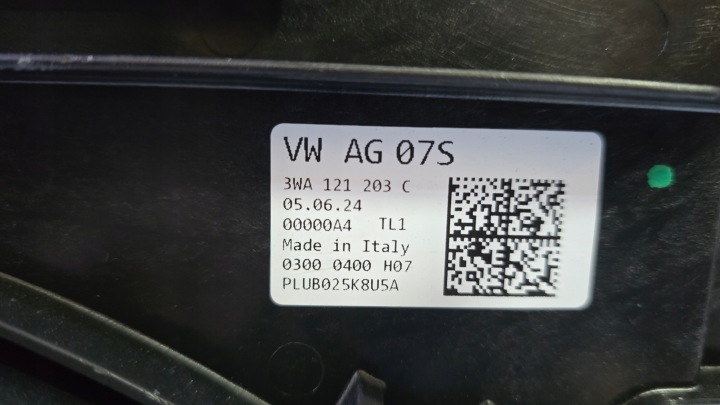 VW AG 07S
3WA 121 203 C
05.06.24
00000A4 TL1
Made in Italy
0300 0400 H07
PLUB025K8U5A